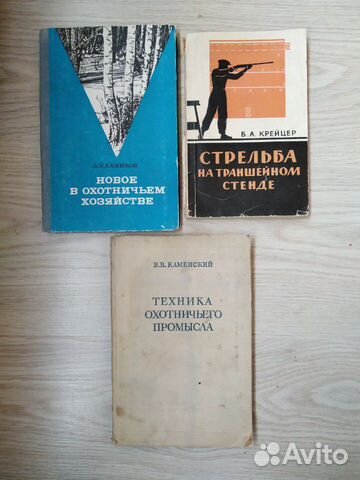 Д.Н.ДАНИЛОВ
НОВОЕ
В ОХОТНИЧЬЕМ
ХОЗЯЙСТВЕ
Б. А. КРЕЙЦЕР
СТРЕЛЬБА
НА ТРАНШЕЙНОМ
СТЕНДЕ
В.В. КАМЕНСКИЙ
ТЕХНИКА
ОХОТНИЧЬЕГО
ПРОМЫСЛА
Avito